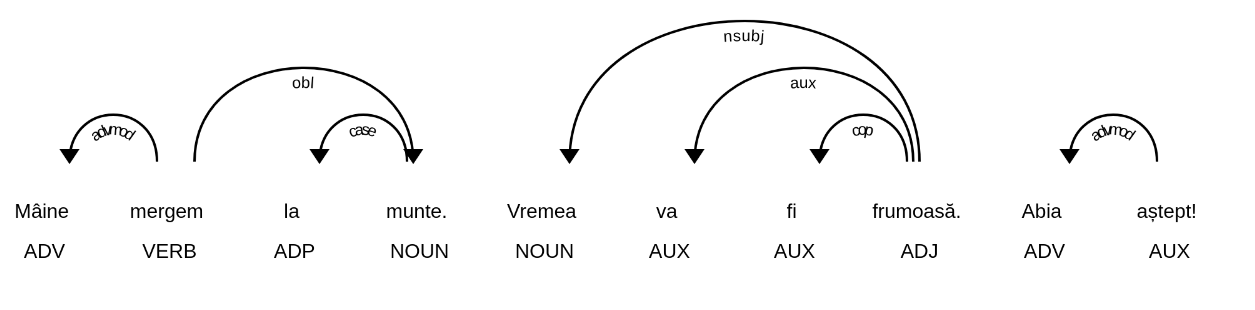 nsubj
obl aux
advmod case cop advmod
Mâine mergem la munte. Vremea va fi frumoasă. Abia aștept!
ADV VERB ADP NOUN NOUN AUX AUX ADJ ADV AUX